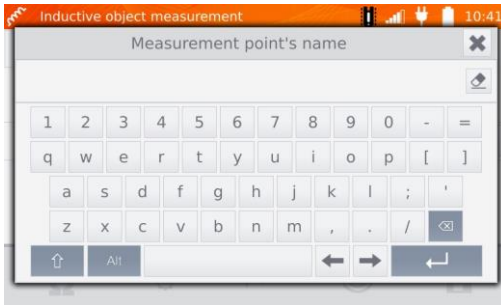 Inductive object measurement 10:41
Measurement point's name
1 2 3 4 5 6 7 8 9 0 - =
q w e r t y u i o p [ ]
a s d f g h j k l ; '
z x c v b n m , . /
Alt